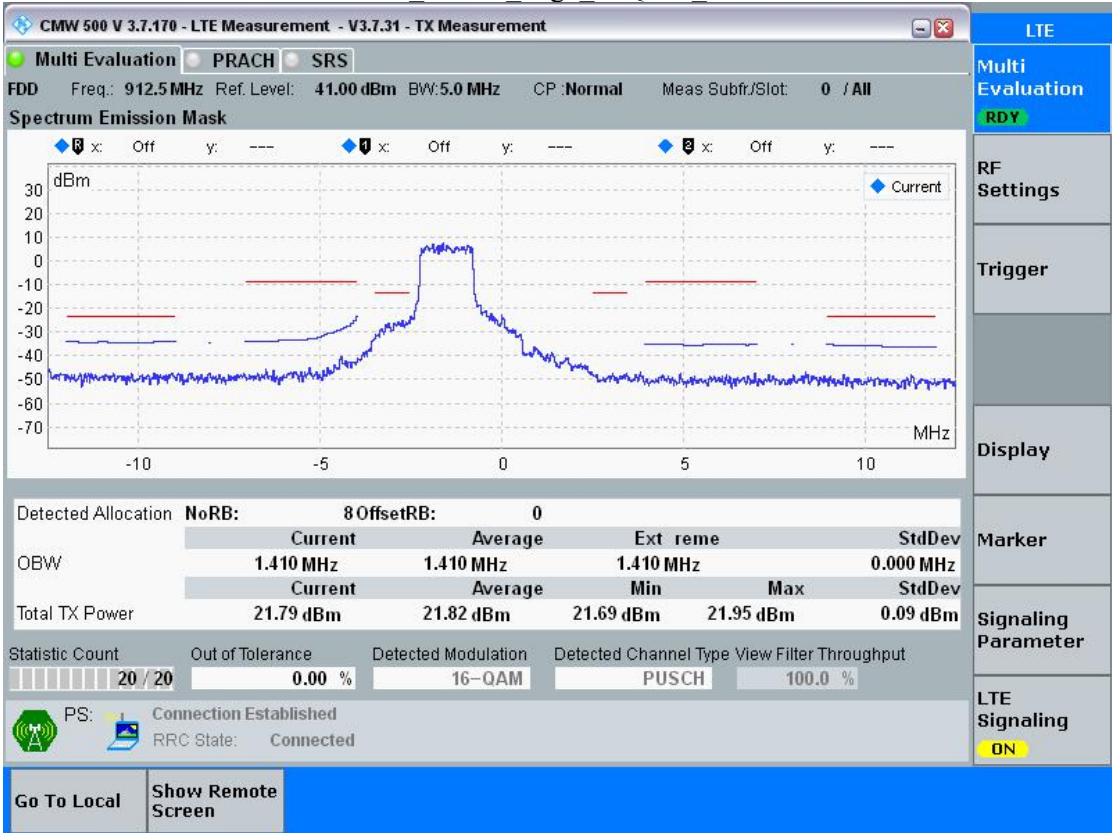 CMW 500 V 3.7.170 - LTE Measurement - V3.7.31 - TX Measurement
LTE
Multi Evaluation PRACH SRS
FDD Freq.: 912.5 MHz Ref. Level: 41.00 dBm BW:5.0 MHz CP :Normal Meas Subfr./Slot: 0 / All
Spectrum Emission Mask
R x: Off y: --- 1 x: Off y: --- 2 x: Off y: ---
dBm
Current
30
20
10
0
-10
-20
-30
-40
-50
-60
-70
MHz
-10 -5 0 5 10
Detected Allocation NoRB: 8 OffsetRB: 0
Current Average Ext reme StdDev
OBW 1.410 MHz 1.410 MHz 1.410 MHz 0.000 MHz
Current Average Min Max StdDev
Total TX Power 21.79 dBm 21.82 dBm 21.69 dBm 21.95 dBm 0.09 dBm
Statistic Count Out of Tolerance Detected Modulation Detected Channel Type View Filter Throughput
20 / 20 0.00 % 16-QAM PUSCH 100.0 %
PS: Connection Established
RRC State: Connected
Multi
Evaluation
RDY
RF
Settings
Trigger
Display
Marker
Signaling
Parameter
LTE
Signaling
ON
Go To Local
Show Remote
Screen